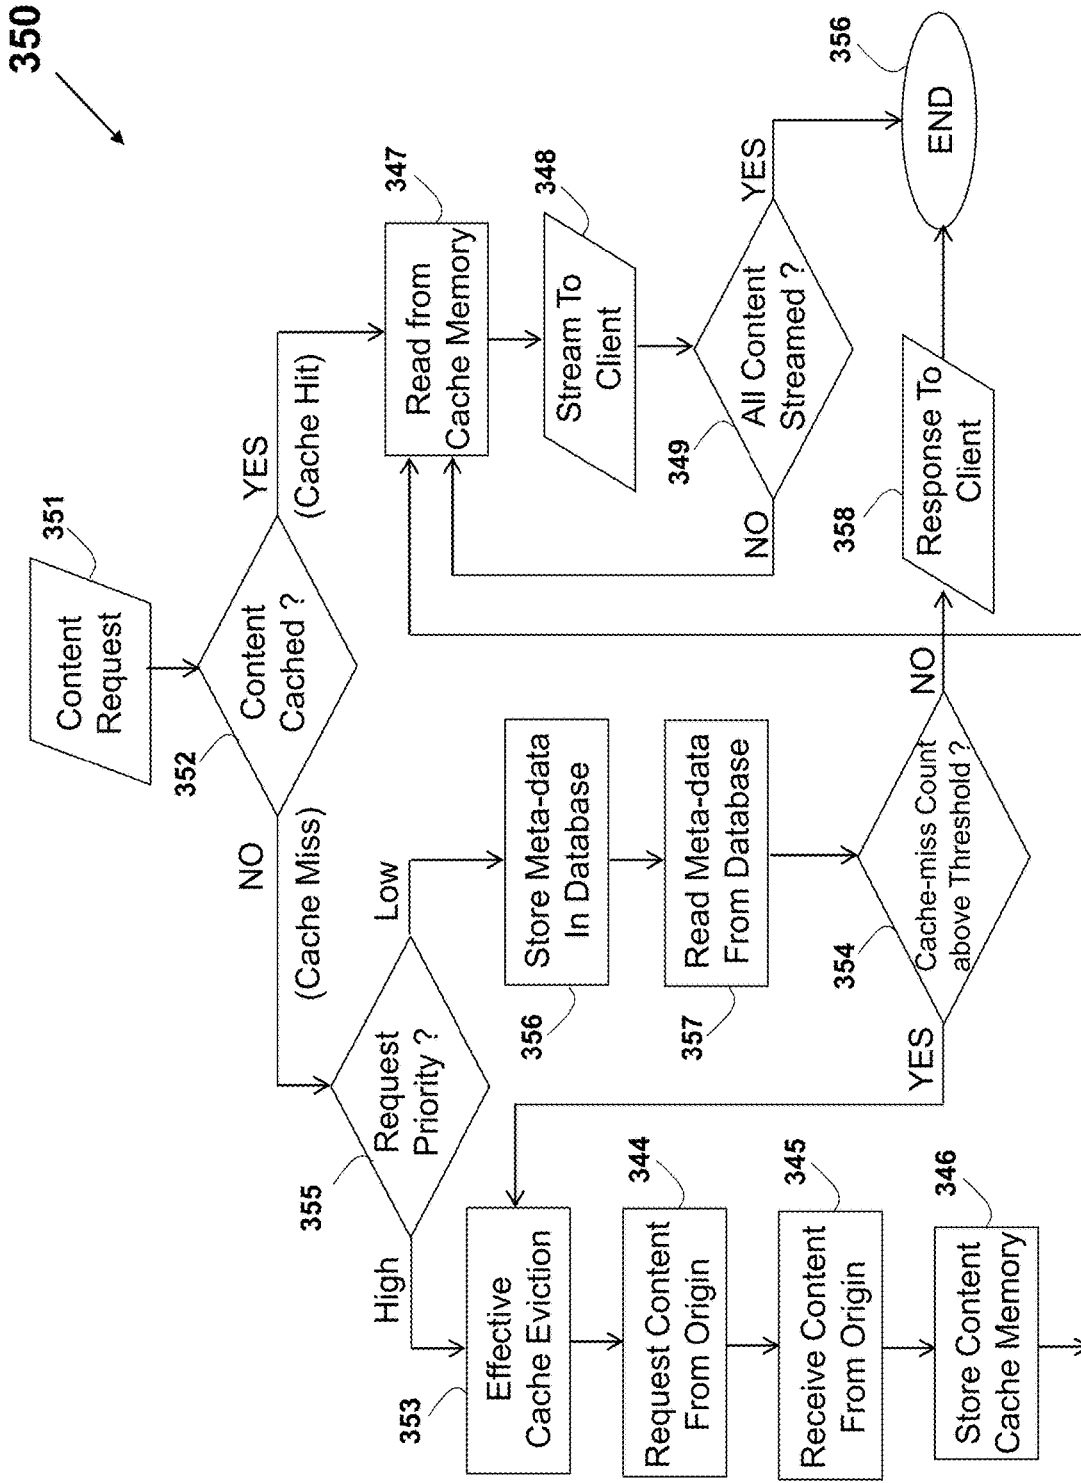 350
Content
Request
351
Content
Cached ?
352
YES
(Cache Hit)
NO
(Cache Miss)
Read from
Cache Memory
347
Stream To
Client
348
All Content
Streamed ?
349
YES
NO
END
356
Request
Priority ?
355
Low
High
Store Meta-data
In Database
356
Read Meta-data
From Database
357
Cache-miss Count
above Threshold ?
354
NO
YES
Response To
Client
358
Effective
Cache Eviction
353
Request Content
From Origin
344
Receive Content
From Origin
345
Store Content
Cache Memory
346